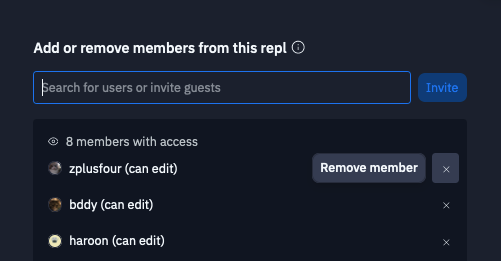 Add or remove members from this repl
Search for users or invite guests
Invite
8 members with access
zplusfour (can edit)
Remove member
bddy (can edit)
haroon (can edit)